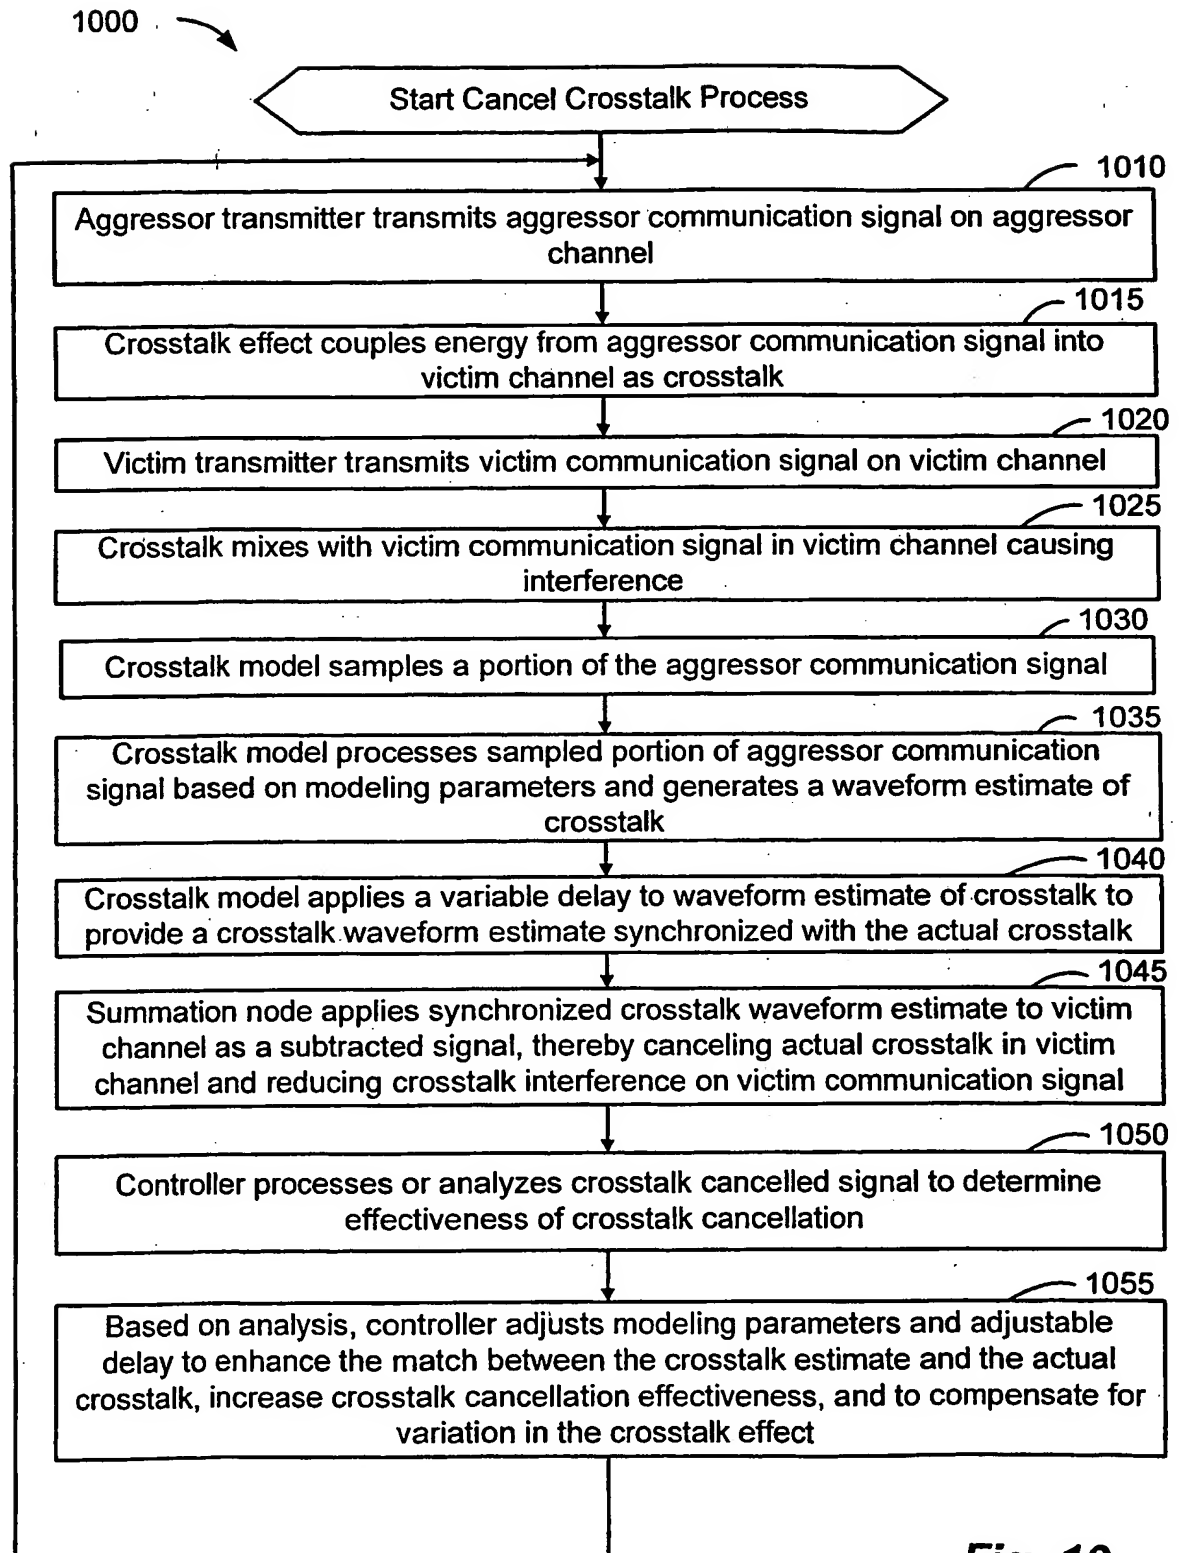 1000
Start Cancel Crosstalk Process
1010
Aggressor transmitter transmits aggressor communication signal on aggressor
channel
1015
Crosstalk effect couples energy from aggressor communication signal into
victim channel as crosstalk
1020
Victim transmitter transmits victim communication signal on victim channel
1025
Crosstalk mixes with victim communication signal in victim channel causing
interference
1030
Crosstalk model samples a portion of the aggressor communication signal
1035
Crosstalk model processes sampled portion of aggressor communication
signal based on modeling parameters and generates a waveform estimate of
crosstalk
1040
Crosstalk model applies a variable delay to waveform estimate of crosstalk to
provide a crosstalk waveform estimate synchronized with the actual crosstalk
1045
Summation node applies synchronized crosstalk waveform estimate to victim
channel as a subtracted signal, thereby canceling actual crosstalk in victim
channel and reducing crosstalk interference on victim communication signal
1050
Controller processes or analyzes crosstalk cancelled signal to determine
effectiveness of crosstalk cancellation
1055
Based on analysis, controller adjusts modeling parameters and adjustable
delay to enhance the match between the crosstalk estimate and the actual
crosstalk, increase crosstalk cancellation effectiveness, and to compensate for
variation in the crosstalk effect